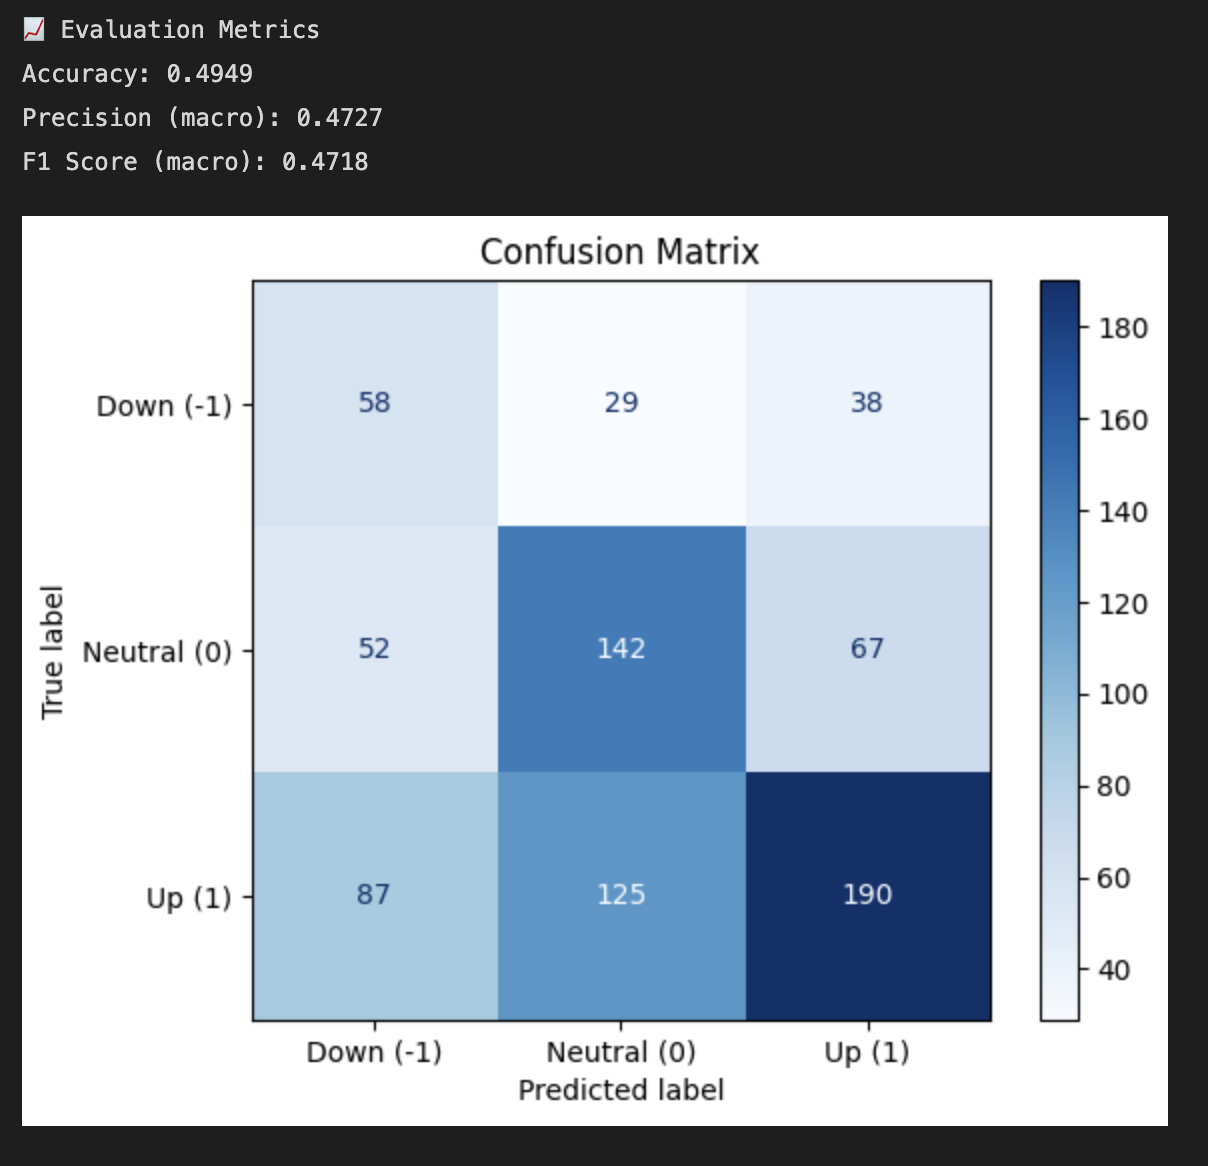 📈 Evaluation Metrics
Accuracy: 0.4949
Precision (macro): 0.4727
F1 Score (macro): 0.4718
Confusion Matrix
Down (-1) 58 29 38
Neutral (0) 52 142 67
Up (1) 87 125 190
Down (-1) Neutral (0) Up (1)
Predicted label
True label
180
160
140
120
100
80
60
40